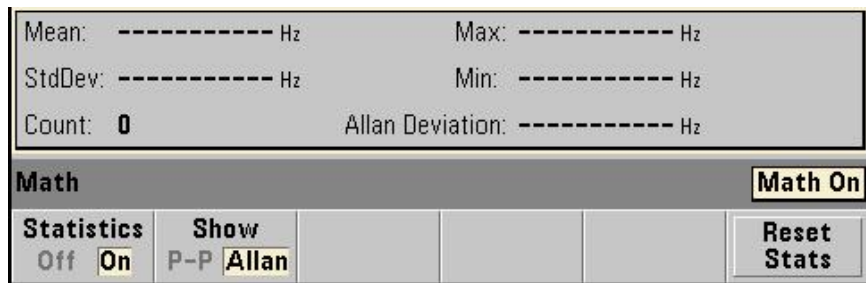 Mean: ----------- Hz Max: ----------- Hz
StdDev: ----------- Hz Min: ----------- Hz
Count: 0 Allan Deviation: ----------- Hz
Math Math On
Statistics Show Reset
Off On P-P Allan Stats